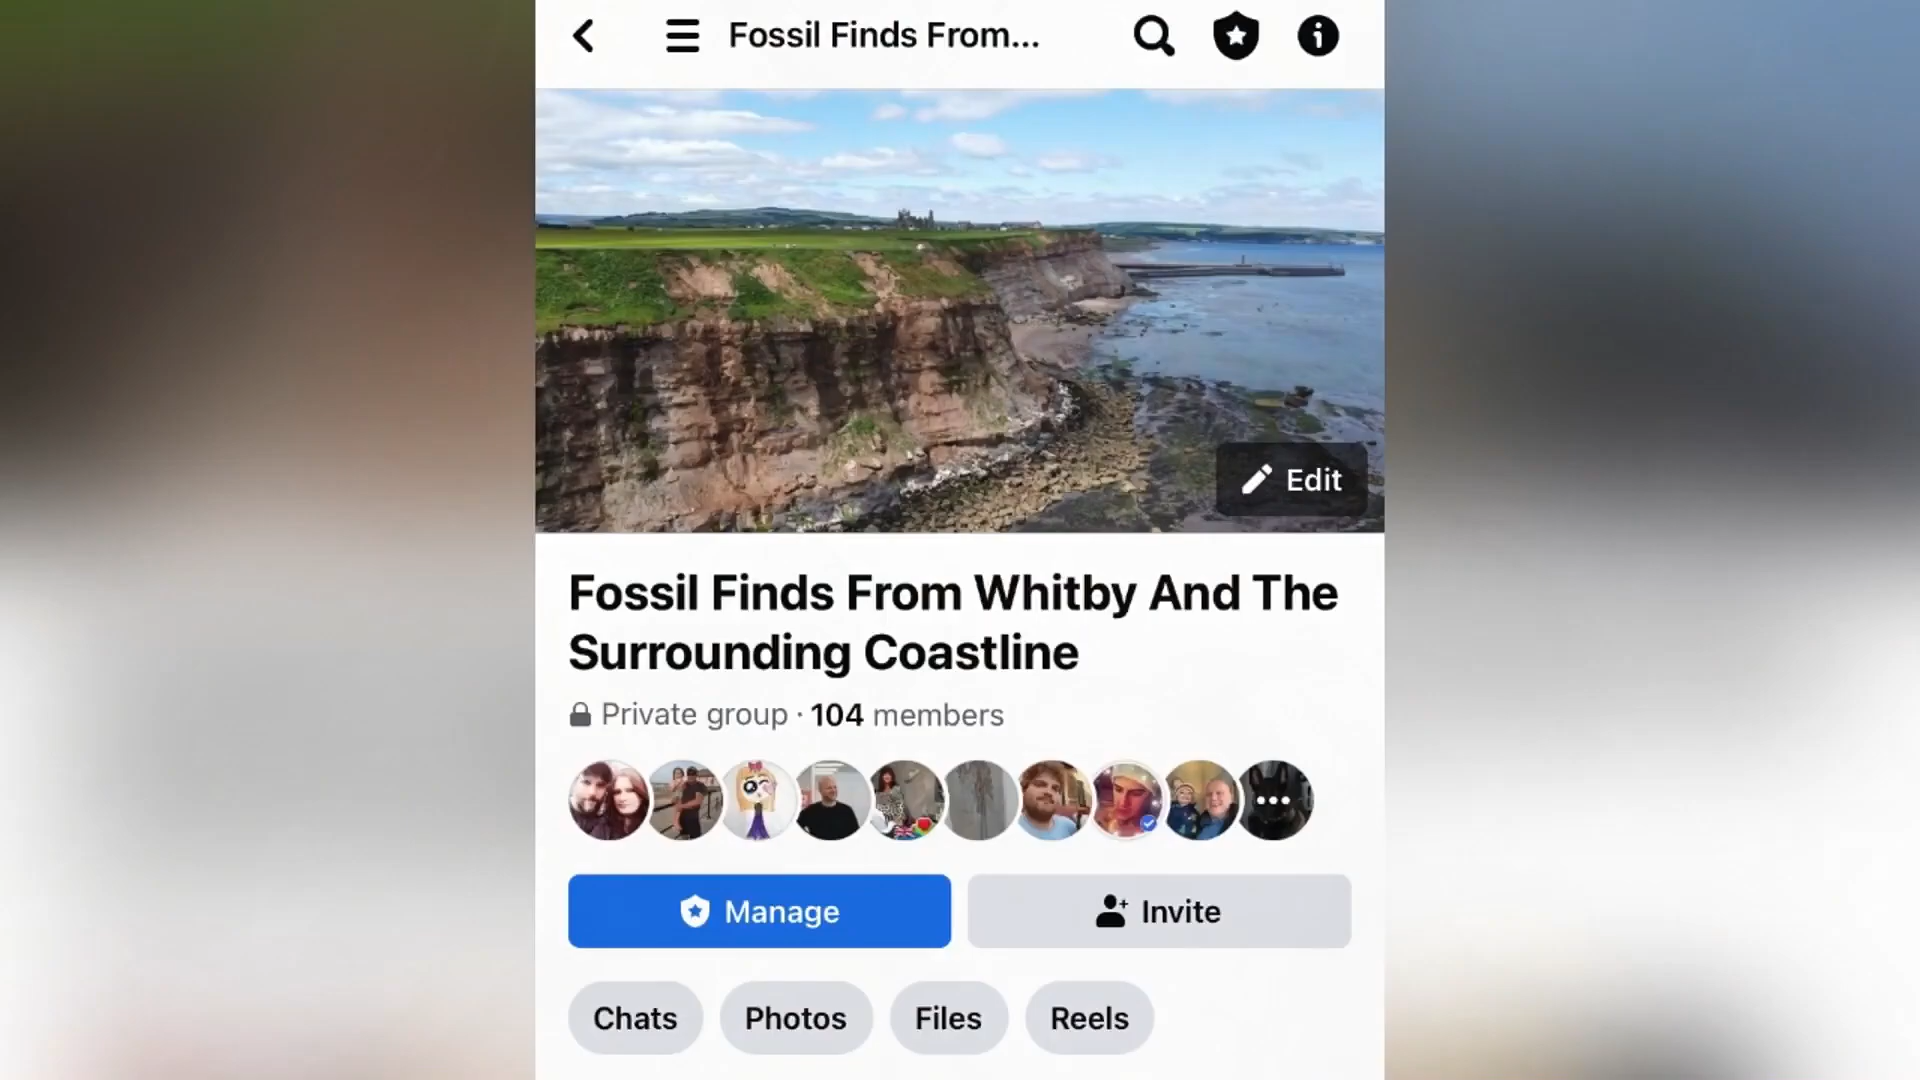 Fossil Finds From...
Edit
Fossil Finds From Whitby And The
Surrounding Coastline
Private group · 104 members
Manage
Invite
Chats
Photos
Files
Reels